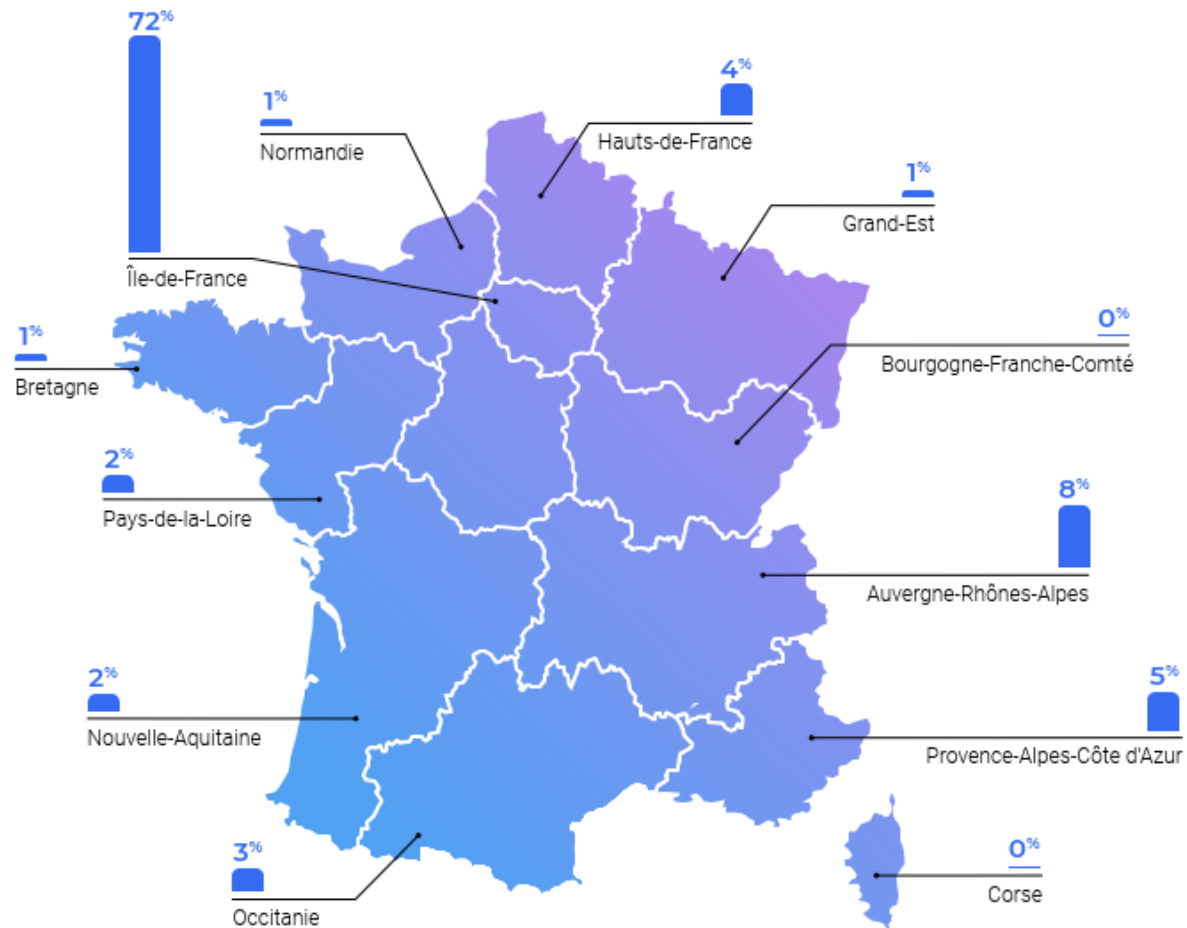 72%
Île-de-France
1%
Normandie
4%
Hauts-de-France
1%
Grand-Est
0%
Bourgogne-Franche-Comté
1%
Bretagne
2%
Pays-de-la-Loire
8%
Auvergne-Rhônes-Alpes
2%
Nouvelle-Aquitaine
5%
Provence-Alpes-Côte d'Azur
3%
Occitanie
0%
Corse